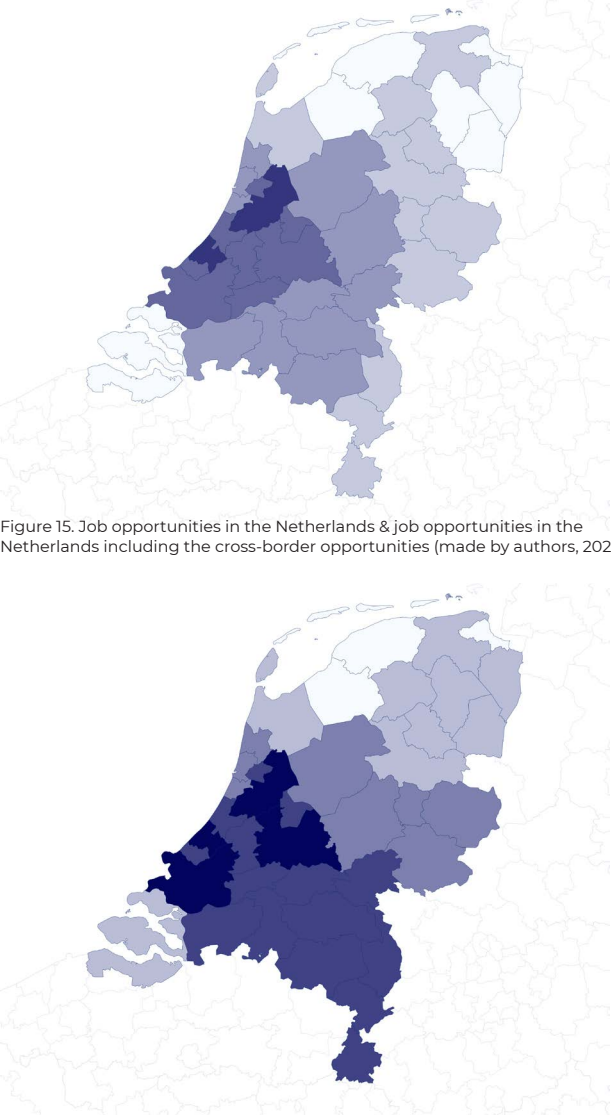 Figure 15. Job opportunities in the Netherlands & job opportunities in the
Netherlands including the cross-border opportunities (made by authors, 202